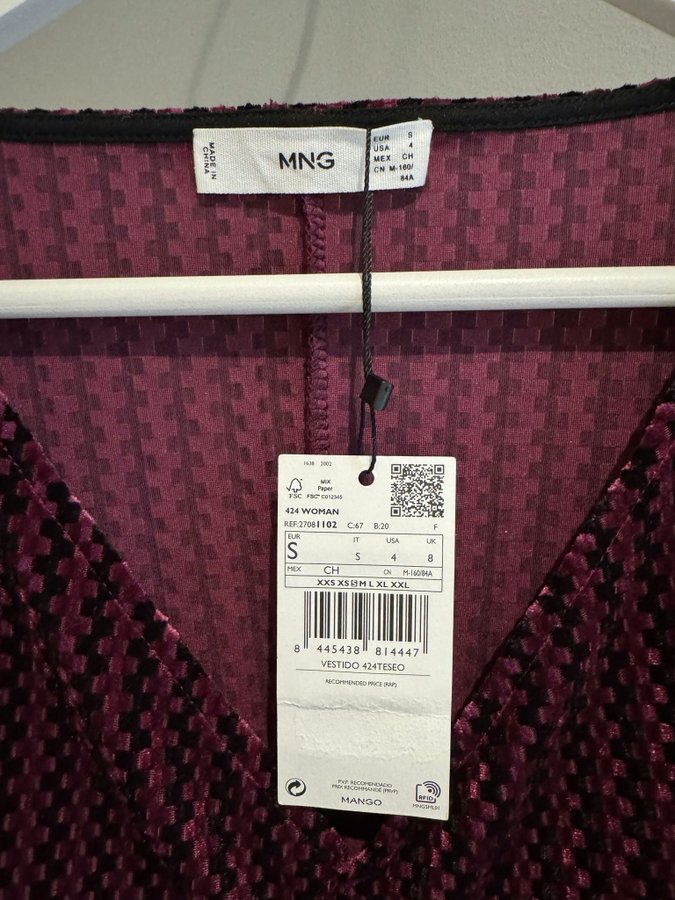 MADE IN
CHINA
MNG
EUR S
USA 4
MEX CH
CN M-160/
84A
1638 2002
FSC
MIX
Paper
FSC® C012345
424 WOMAN
REF:27081102 C:67 B:20 F
EUR IT USA UK
S S 4 8
MEX CH CN M-160/84A
XXS XS S M L XL XXL
8 445438 814447
VESTIDO 424TESEO
RECOMMENDED PRICE (RRP)
P.V.P. RECOMENDADO
PRIX RECOMMANDÉ (PRVP)
MANGO
RFID
MNGSML01